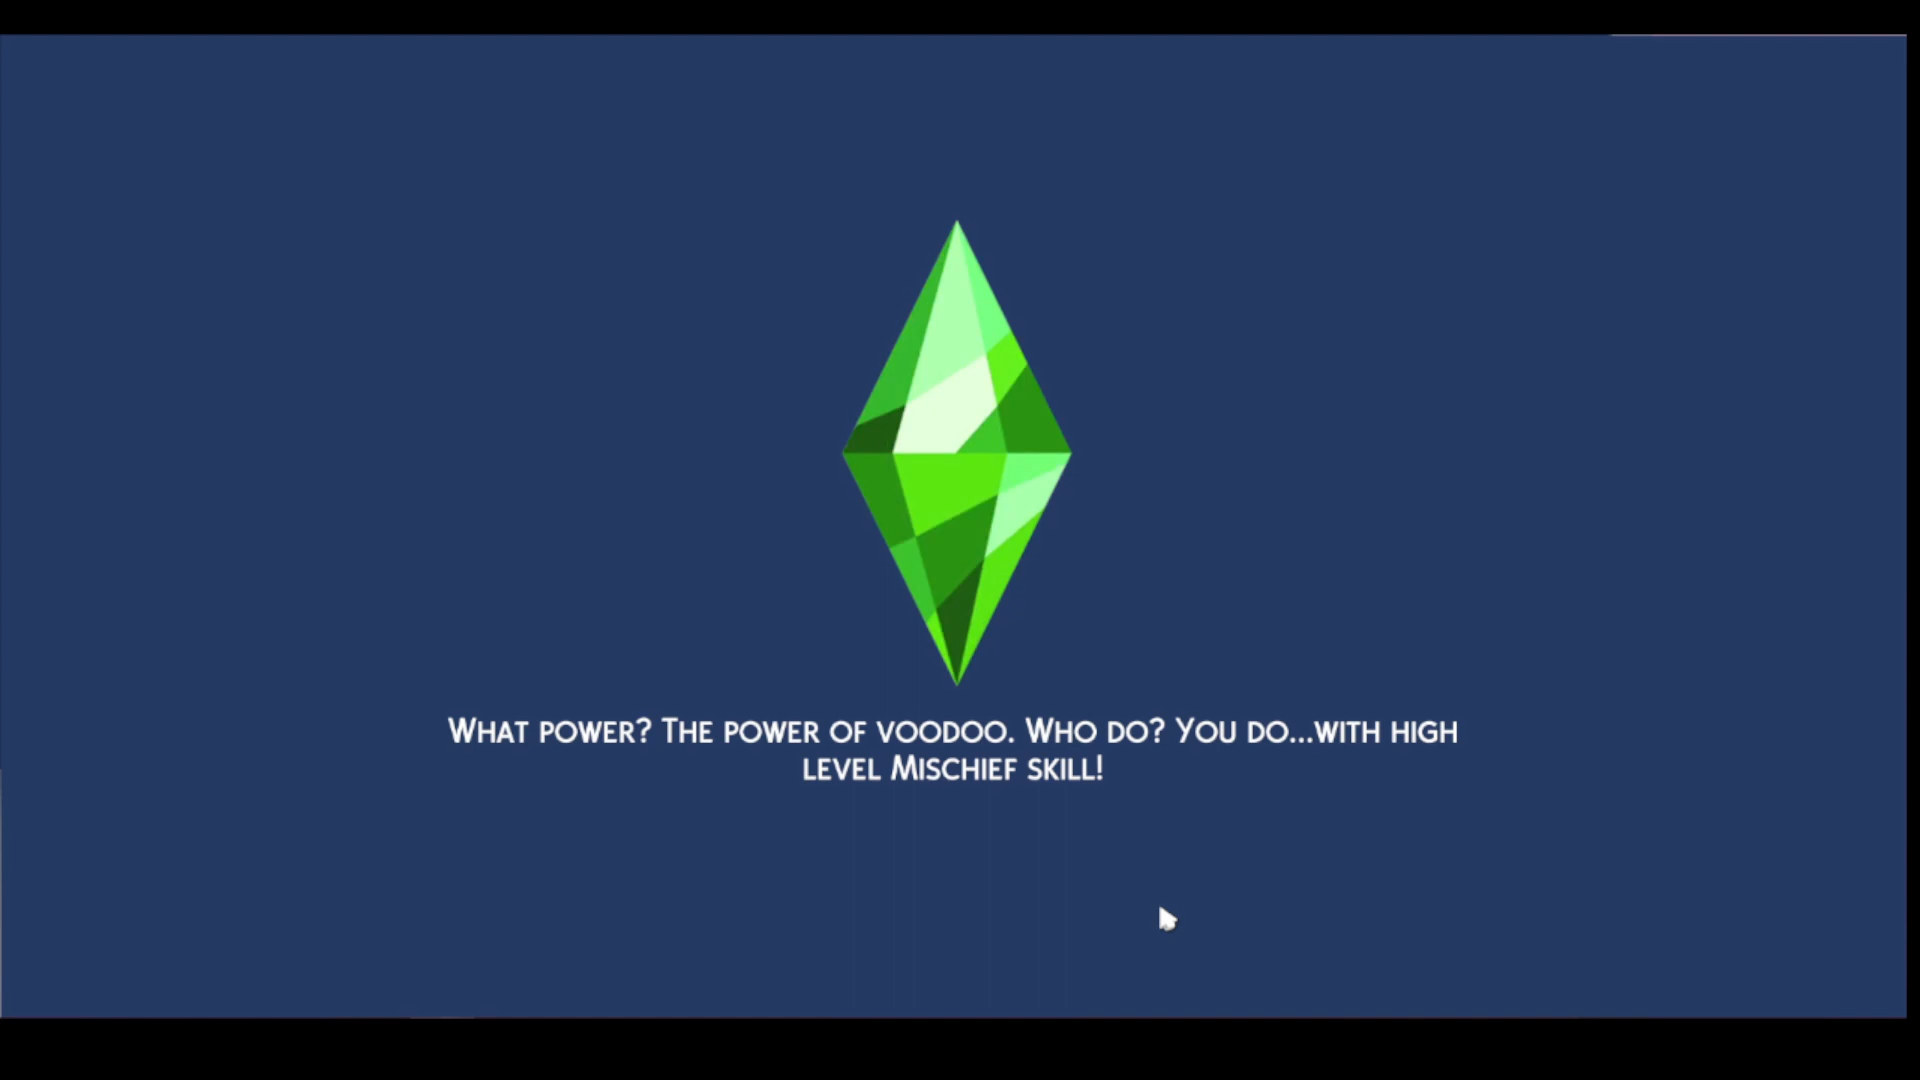 What power? The power of voodoo. Who do? You do...with high
level Mischief skill!